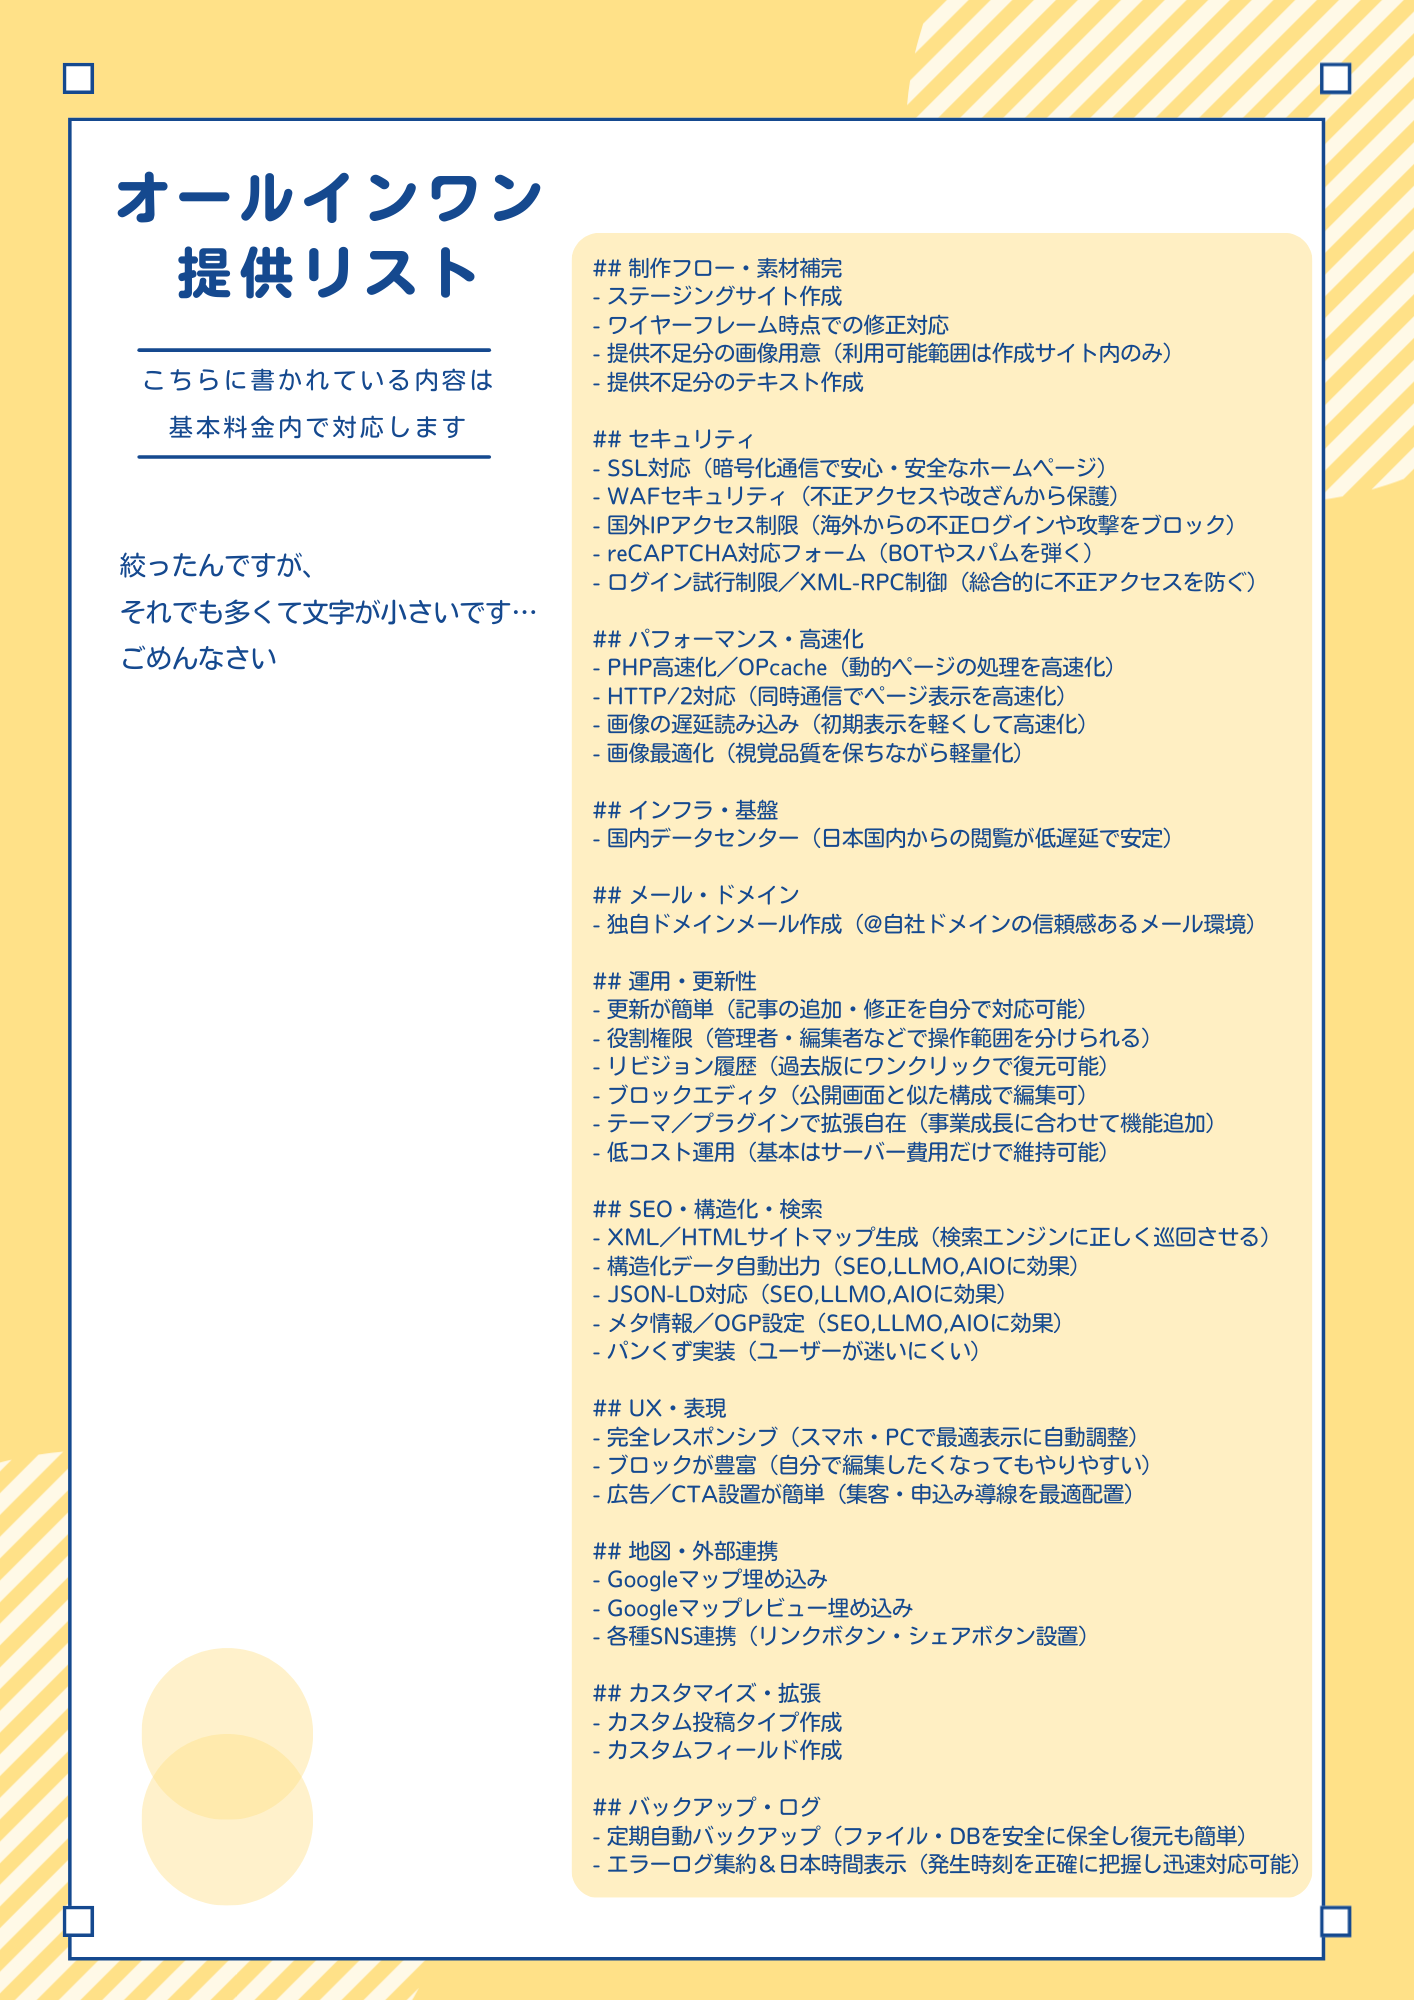 オールインワン
提供リスト
こちらに書かれている内容は
基本料金内で対応します
絞ったんですが、
それでも多くて文字が小さいです…
ごめんなさい
## 制作フロー・素材補完
- ステージングサイト作成
- ワイヤーフレーム時点での修正対応
- 提供不足分の画像用意（利用可能範囲は作成サイト内のみ）
- 提供不足分のテキスト作成
## セキュリティ
- SSL対応（暗号化通信で安心・安全なホームページ）
- WAFセキュリティ（不正アクセスや改ざんから保護）
- 国外IPアクセス制限（海外からの不正ログインや攻撃をブロック）
- reCAPTCHA対応フォーム（BOTやスパムを弾く）
- ログイン試行制限／XML-RPC制御（総合的に不正アクセスを防ぐ）
## パフォーマンス・高速化
- PHP高速化／OPcache（動的ページの処理を高速化）
- HTTP/2対応（同時通信でページ表示を高速化）
- 画像の遅延読み込み（初期表示を軽くして高速化）
- 画像最適化（視覚品質を保ちながら軽量化）
## インフラ・基盤
- 国内データセンター（日本国内からの閲覧が低遅延で安定）
## メール・ドメイン
- 独自ドメインメール作成（@自社ドメインの信頼感あるメール環境）
## 運用・更新性
- 更新が簡単（記事の追加・修正を自分で対応可能）
- 役割権限（管理者・編集者などで操作範囲を分けられる）
- リビジョン履歴（過去版にワンクリックで復元可能）
- ブロックエディタ（公開画面と似た構成で編集可）
- テーマ／プラグインで拡張自在（事業成長に合わせて機能追加）
- 低コスト運用（基本はサーバー費用だけで維持可能）
## SEO・構造化・検索
- XML／HTMLサイトマップ生成（検索エンジンに正しく巡回させる）
- 構造化データ自動出力（SEO,LLMO,AIOに効果）
- JSON-LD対応（SEO,LLMO,AIOに効果）
- メタ情報／OGP設定（SEO,LLMO,AIOに効果）
- パンくず実装（ユーザーが迷いにくい）
## UX・表現
- 完全レスポンシブ（スマホ・PCで最適表示に自動調整）
- ブロックが豊富（自分で編集したくなってもやりやすい）
- 広告／CTA設置が簡単（集客・申込み導線を最適配置）
## 地図・外部連携
- Googleマップ埋め込み
- Googleマップレビュー埋め込み
- 各種SNS連携（リンクボタン・シェアボタン設置）
## カスタマイズ・拡張
- カスタム投稿タイプ作成
- カスタムフィールド作成
## バックアップ・ログ
- 定期自動バックアップ（ファイル・DBを安全に保全し復元も簡単）
- エラーログ集約＆日本時間表示（発生時刻を正確に把握し迅速対応可能）